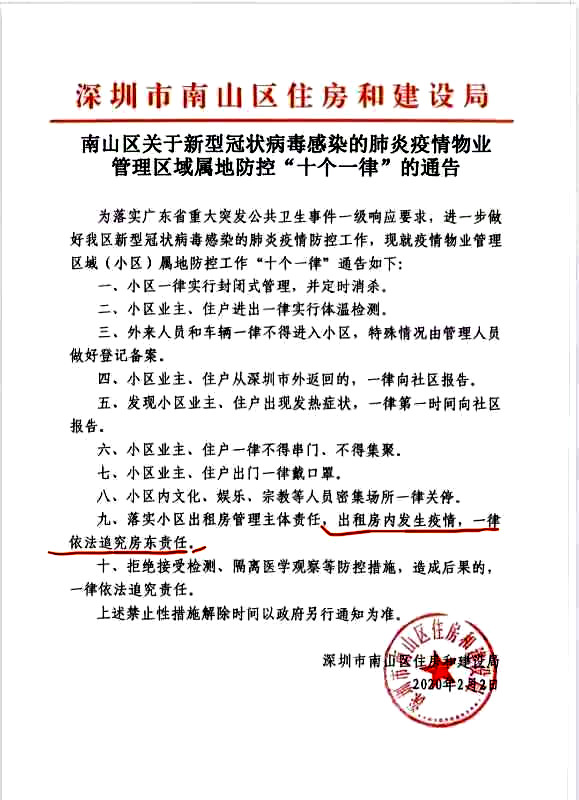 深圳市南山区住房和建设局
南山区关于新型冠状病毒感染的肺炎疫情物业
管理区域属地防控“十个一律”的通告
为落实广东省重大突发公共卫生事件一级响应要求，进一步做
好我区新型冠状病毒感染的肺炎疫情防控工作，现就疫情物业管理
区域（小区）属地防控工作“十个一律”通告如下：
一、小区一律实行封闭式管理，并定时消杀。
二、小区业主、住户进出一律实行体温检测。
三、外来人员和车辆一律不得进入小区，特殊情况由管理人员
做好登记备案。
四、小区业主、住户从深圳市外返回的，一律向社区报告。
五、发现小区业主、住户出现发热症状，一律第一时间向社区
报告。
六、小区业主、住户一律不得串门、不得集聚。
七、小区业主、住户出门一律戴口罩。
八、小区内文化、娱乐、宗教等人员密集场所一律关停。
九、落实小区出租房管理主体责任，出租房内发生疫情，一律
依法追究房东责任。
十、拒绝接受检测、隔离医学观察等防控措施，造成后果的，
一律依法追究责任。
上述禁止性措施解除时间以政府另行通知为准。
深圳市南山区住房和建设局
2020年2月2日
深圳市南山区住房和建设局